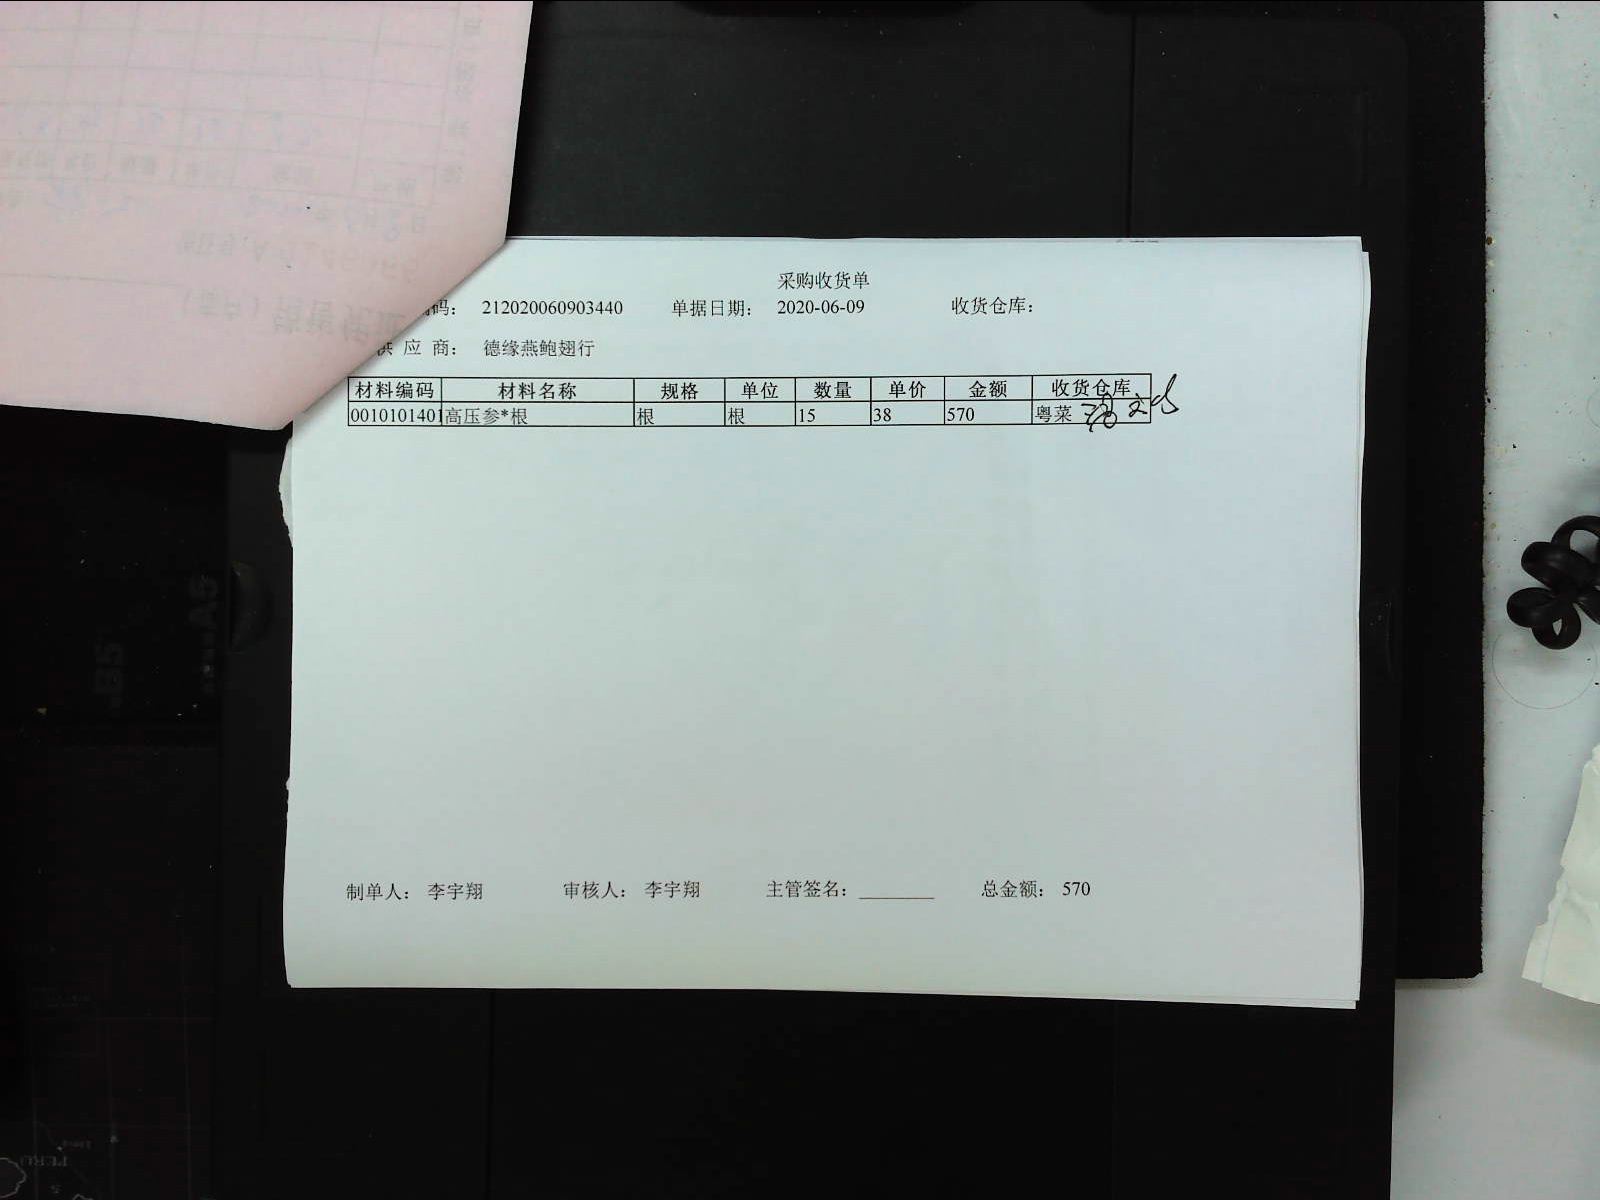 采购收货单
码： 212020060903440 单据日期： 2020-06-09 收货仓库：
供 应 商： 德缘燕鲍翅行
材料编码 材料名称 规格 单位 数量 单价 金额 收货仓库
0010101401 高压参*根 根 根 15 38 570 粤菜
制单人： 李宇翔 审核人： 李宇翔 主管签名： 总金额： 570
B5
A5
PERU